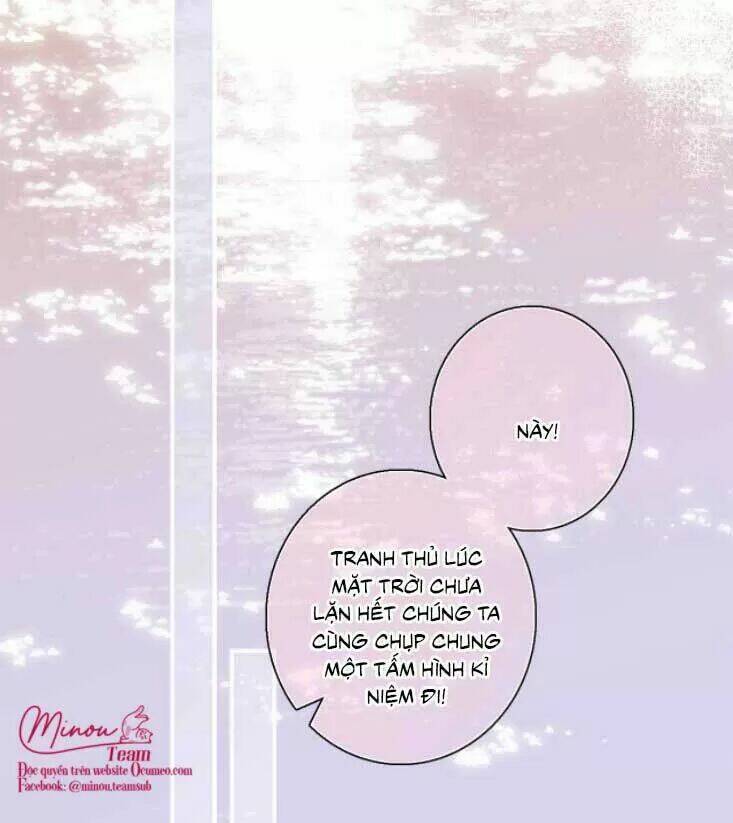 NÀY!
TRANH THỦ LÚC
MẶT TRỜI CHƯA
LẶN HẾT CHÚNG TA
CÙNG CHỤP CHUNG
MỘT TẤM HÌNH KỈ
NIỆM ĐI!
Minou
Team
Độc quyền trên website Ocumeo.com
Facebook: @minou.teamsub